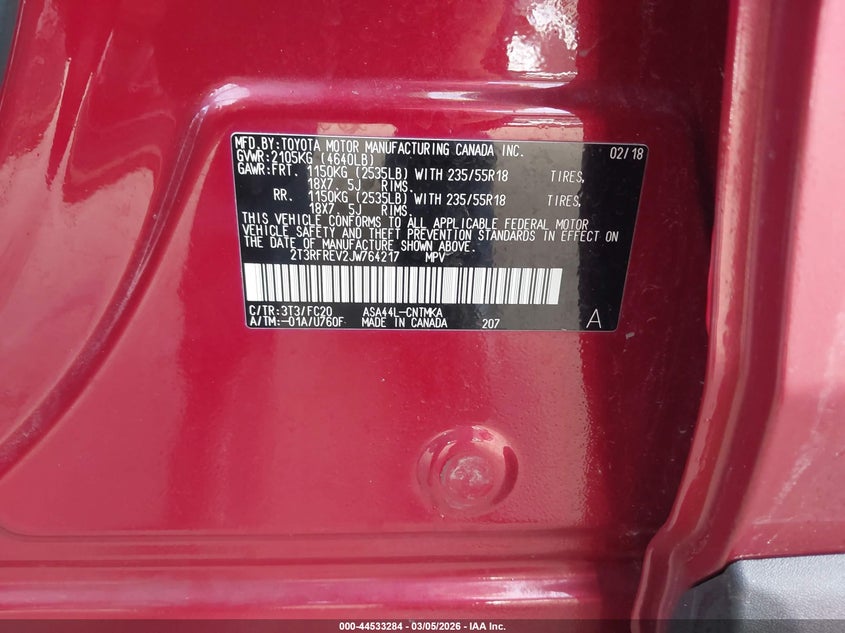 MFD.BY:TOYOTA MOTOR MANUFACTURING CANADA INC. 02/18
GVWR:2105KG (4640LB)
GAWR:FRT. 1150KG (2535LB) WITH 235/55R18 TIRES,
18X7. 5J RIMS.
RR. 1150KG (2535LB) WITH 235/55R18 TIRES,
18X7. 5J RIMS.
THIS VEHICLE CONFORMS TO ALL APPLICABLE FEDERAL MOTOR
VEHICLE SAFETY AND THEFT PREVENTION STANDARDS IN EFFECT ON
THE DATE OF MANUFACTURE SHOWN ABOVE.
2T3RFREV2JW764217 MPV
C/TR:3T3/FC20 ASA44L-CNTMKA
A/TM:-01A/U760F MADE IN CANADA 207 A
000-44533284 - 03/05/2026 - IAA Inc.